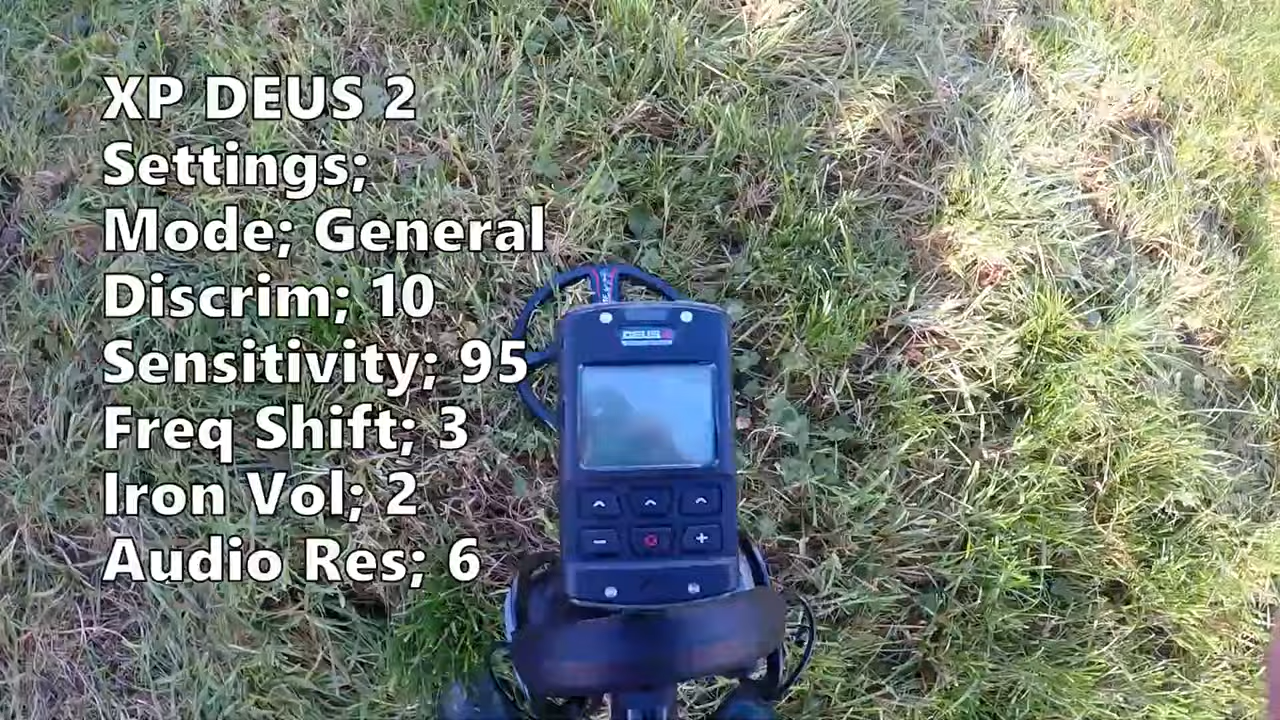 XP DEUS 2
Settings;
Mode; General
Discrim; 10
Sensitivity; 95
Freq Shift; 3
Iron Vol; 2
Audio Res; 6
DEUS